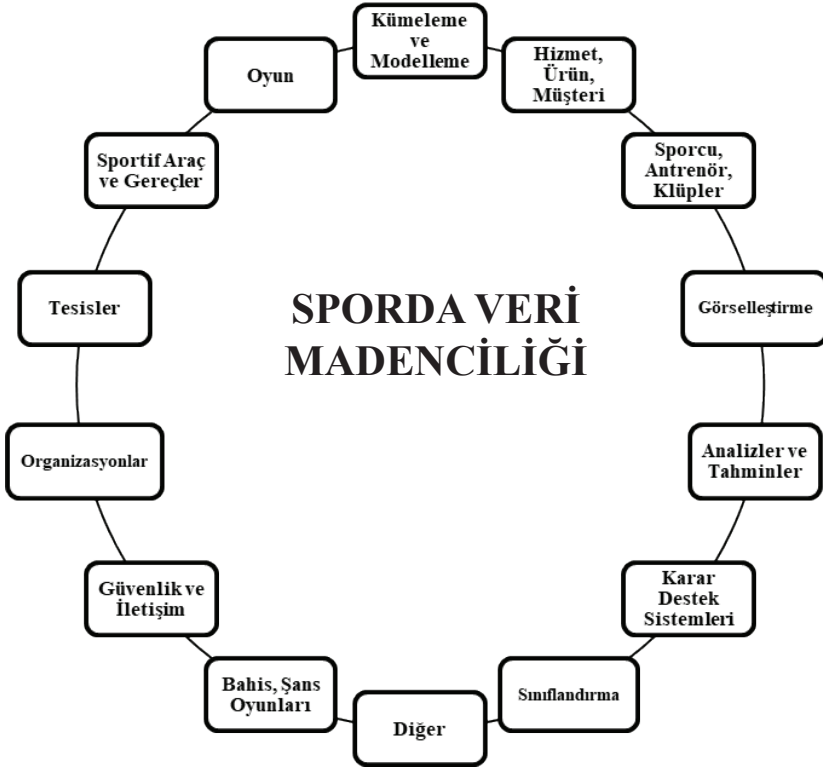 Kümeleme
ve
Modelleme
Hizmet,
Ürün,
Müşteri
Sporcu,
Antrenör,
Klüpler
Görselleştirme
Analizler ve
Tahminler
Karar
Destek
Sistemleri
Sınıflandırma
Diğer
Bahis, Şans
Oyunları
Güvenlik ve
İletişim
Organizasyonlar
Tesisler
Sportif Araç
ve Gereçler
Oyun
SPORDA VERİ
MADENCİLİĞİ